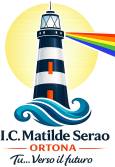 I.C. Matilde Serao
ORTONA
Tu...Verso il futuro